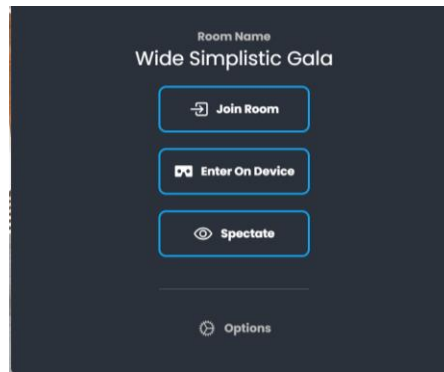 Room Name
Wide Simplistic Gala
Join Room
Enter On Device
Spectate
Options